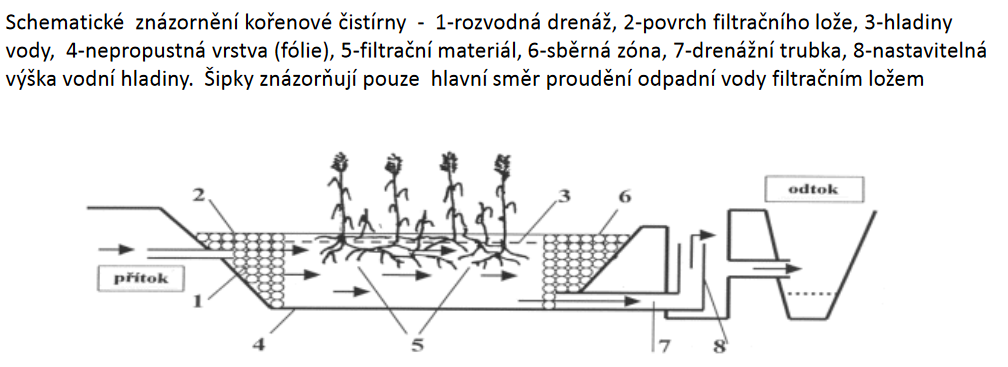 Schematické znázornění kořenové čistírny - 1-rozvodná drenáž, 2-povrch filtračního lože, 3-hladiny
vody, 4-nepropustná vrstva (fólie), 5-filtrační materiál, 6-sběrná zóna, 7-drenážní trubka, 8-nastavitelná
výška vodní hladiny. Šipky znázorňují pouze hlavní směr proudění odpadní vody filtračním ložem
odtok
2
3
6
přítok
1
4
5
7
8